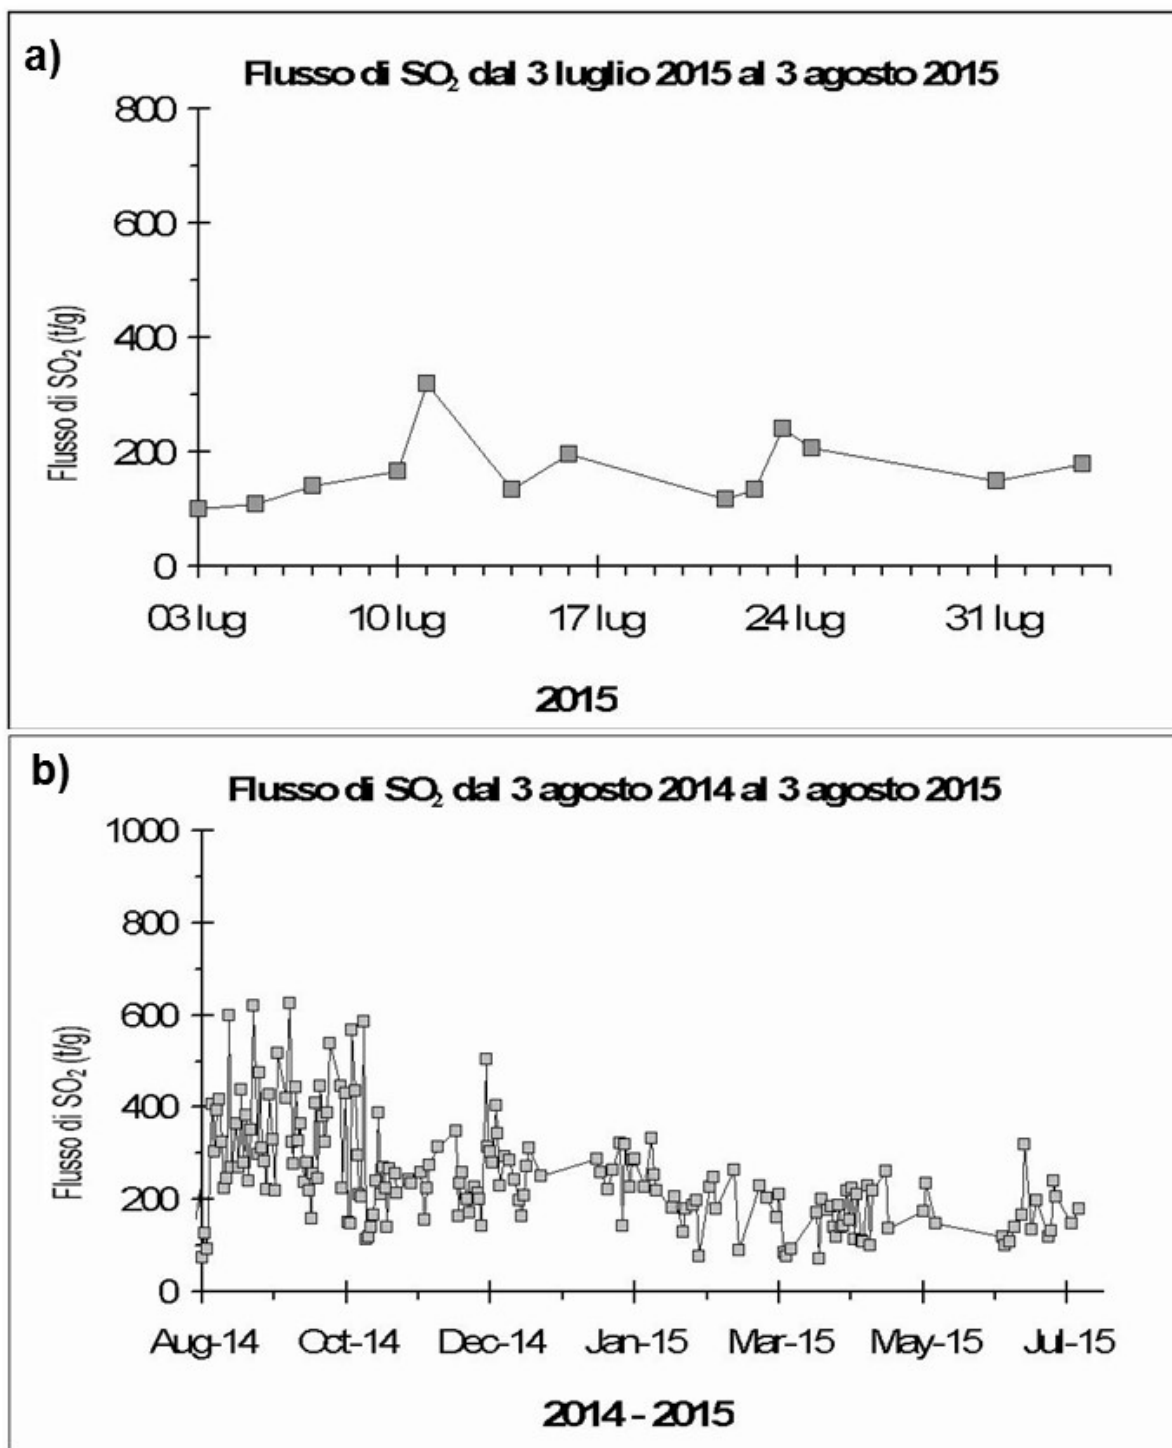 a)
Flusso di SO₂ dal 3 luglio 2015 al 3 agosto 2015
800
600
400
200
0
Flusso di SO₂ (t/g)
03 lug 10 lug 17 lug 24 lug 31 lug
2015
b)
Flusso di SO₂ dal 3 agosto 2014 al 3 agosto 2015
1000
800
600
400
200
0
Flusso di SO₂ (t/g)
Aug-14 Oct-14 Dec-14 Jan-15 Mar-15 May-15 Jul-15
2014 - 2015